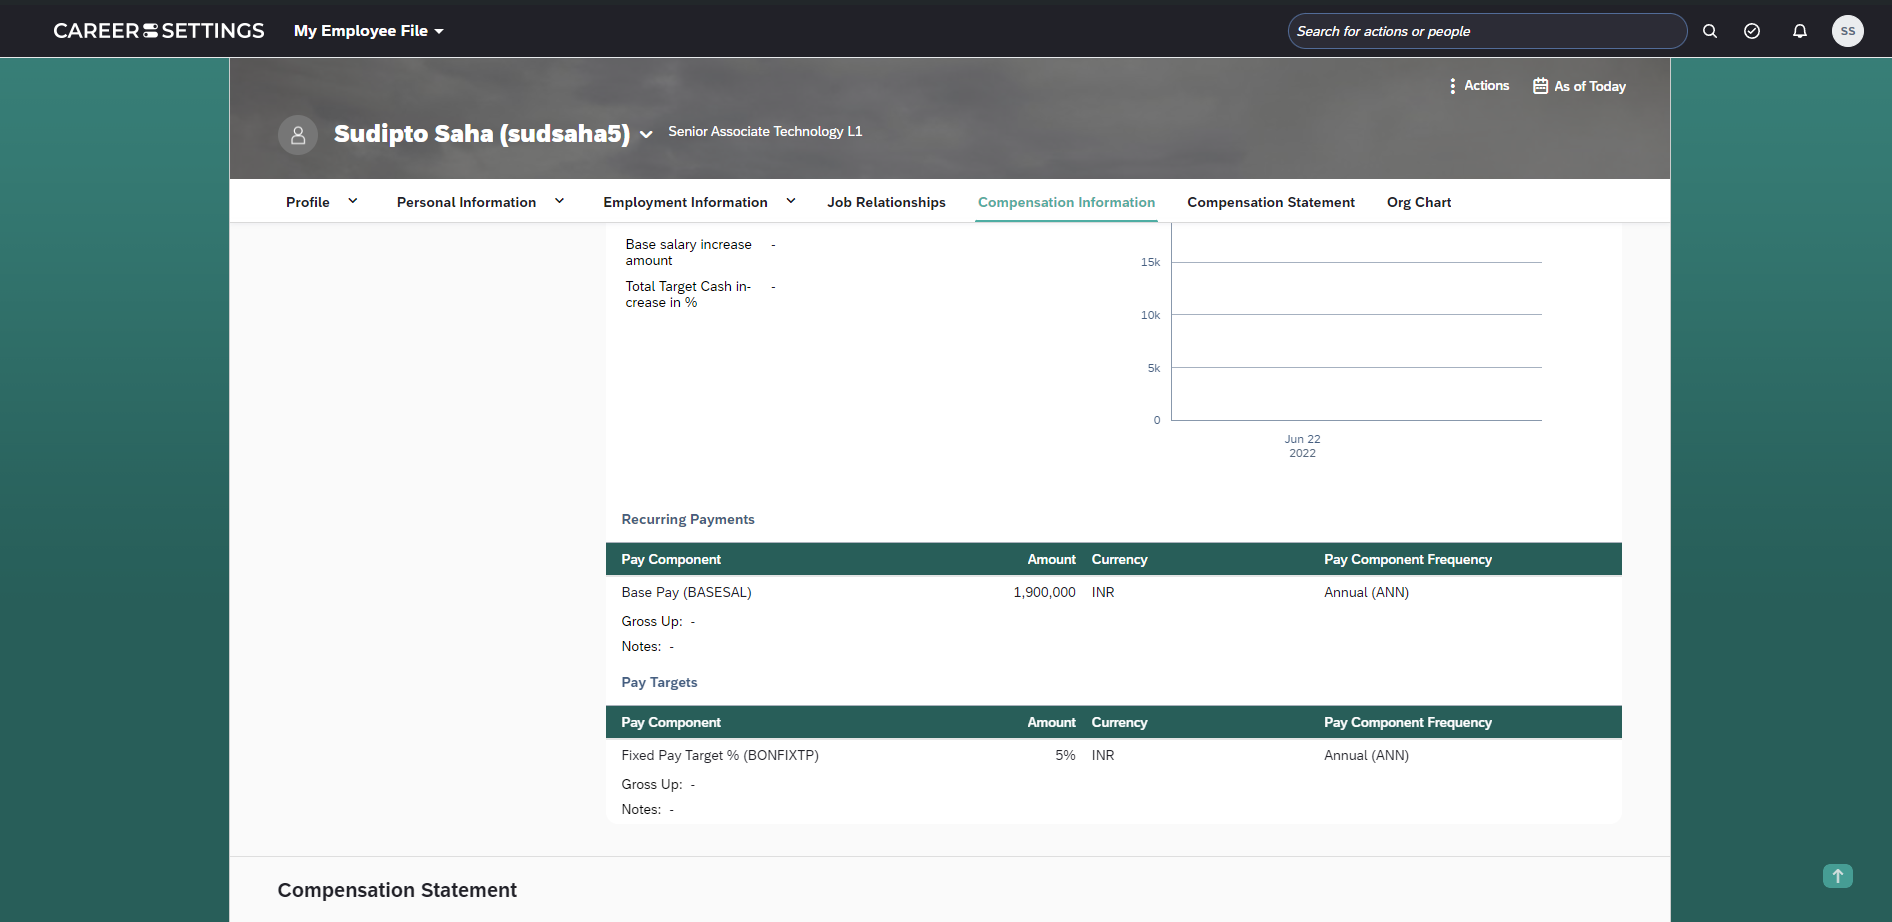 CAREER SETTINGS My Employee File Search for actions or people SS
Actions As of Today
Sudipto Saha (sudsaha5) Senior Associate Technology L1
Profile Personal Information Employment Information Job Relationships Compensation Information Compensation Statement Org Chart
Base salary increase -
amount
Total Target Cash in- -
crease in %
15k
10k
5k
0
Jun 22
2022
Recurring Payments
Pay Component Amount Currency Pay Component Frequency
Base Pay (BASESAL) 1,900,000 INR Annual (ANN)
Gross Up: -
Notes: -
Pay Targets
Pay Component Amount Currency Pay Component Frequency
Fixed Pay Target % (BONFIXTP) 5% INR Annual (ANN)
Gross Up: -
Notes: -
Compensation Statement